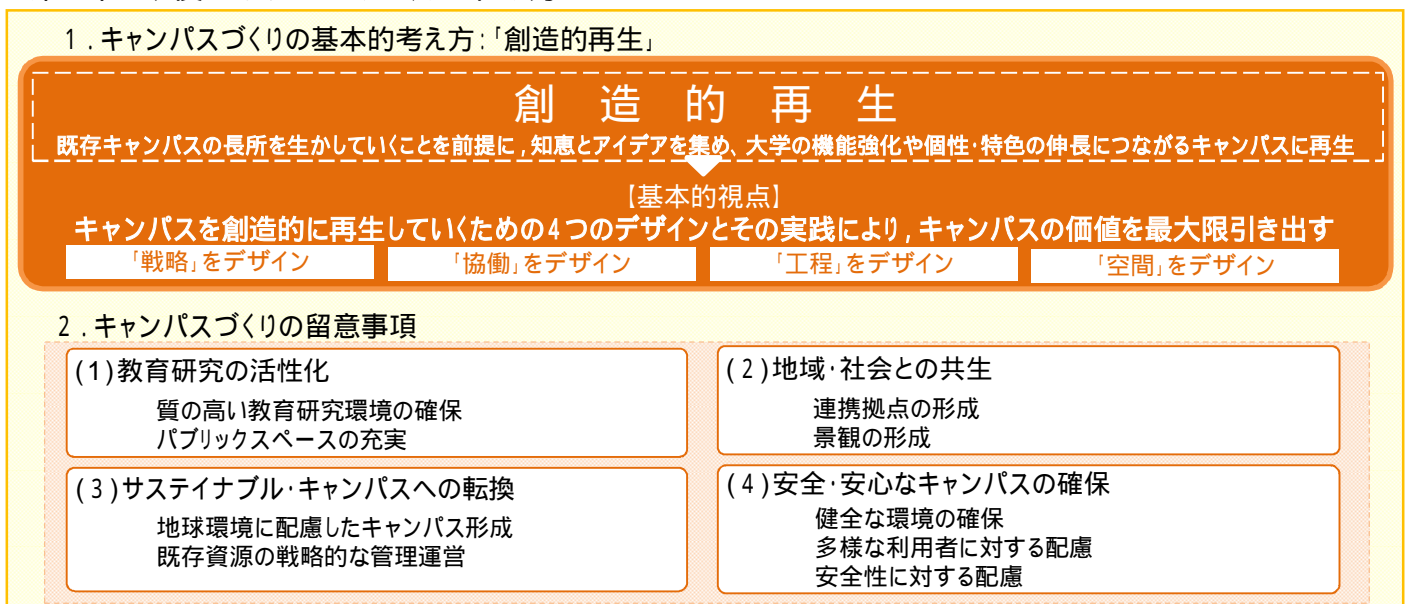 1．キャンパスづくりの基本的考え方：「創造的再生」
創造的再生
既存キャンパスの長所を生かしていくことを前提に，知恵とアイデアを集め、大学の機能強化や個性・特色の伸長につながるキャンパスに再生
【基本的視点】
キャンパスを創造的に再生していくための4つのデザインとその実践により，キャンパスの価値を最大限引き出す
「戦略」をデザイン
「協働」をデザイン
「工程」をデザイン
「空間」をデザイン
2．キャンパスづくりの留意事項
(1)教育研究の活性化
質の高い教育研究環境の確保
パブリックスペースの充実
(2)地域・社会との共生
連携拠点の形成
景観の形成
(3)サステイナブル・キャンパスへの転換
地球環境に配慮したキャンパス形成
既存資源の戦略的な管理運営
(4)安全・安心なキャンパスの確保
健全な環境の確保
多様な利用者に対する配慮
安全性に対する配慮